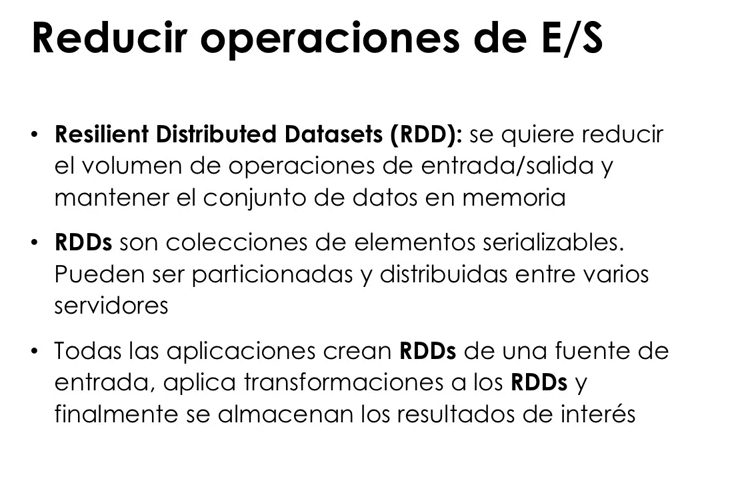 Reducir operaciones de E/S
• Resilient Distributed Datasets (RDD): se quiere reducir
el volumen de operaciones de entrada/salida y
mantener el conjunto de datos en memoria
• RDDs son colecciones de elementos serializables.
Pueden ser particionadas y distribuidas entre varios
servidores
• Todas las aplicaciones crean RDDs de una fuente de
entrada, aplica transformaciones a los RDDs y
finalmente se almacenan los resultados de interés